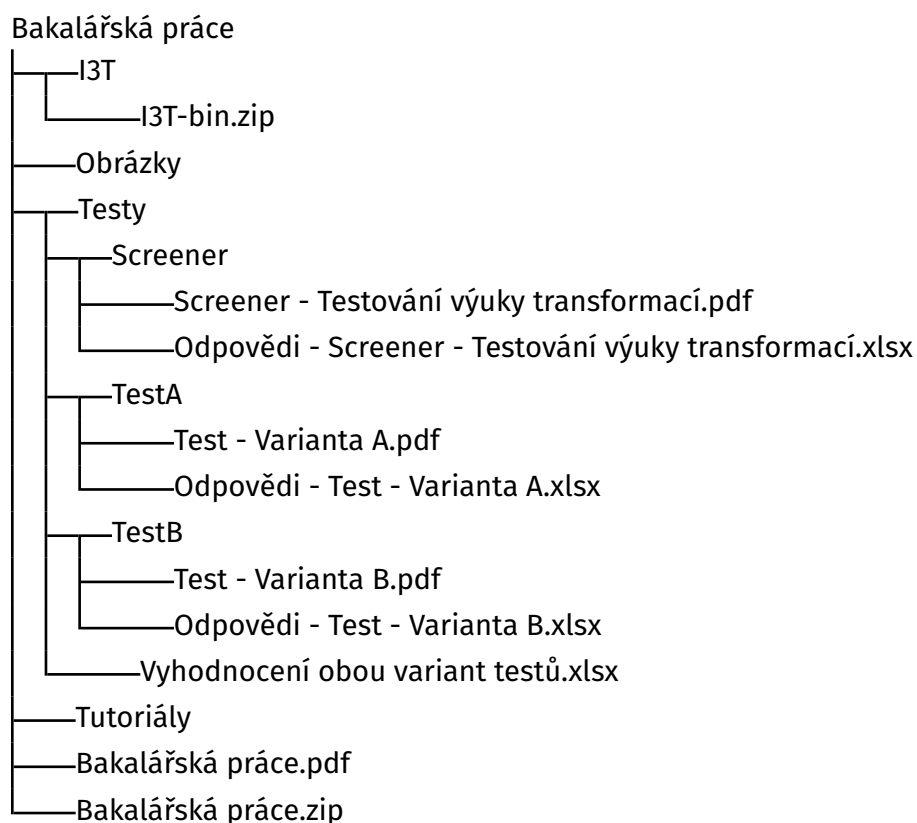 Bakalářská práce
I3T
I3T-bin.zip
Obrázky
Testy
Screener
Screener - Testování výuky transformací.pdf
Odpovědi - Screener - Testování výuky transformací.xlsx
TestA
Test - Varianta A.pdf
Odpovědi - Test - Varianta A.xlsx
TestB
Test - Varianta B.pdf
Odpovědi - Test - Varianta B.xlsx
Vyhodnocení obou variant testů.xlsx
Tutoriály
Bakalářská práce.pdf
Bakalářská práce.zip